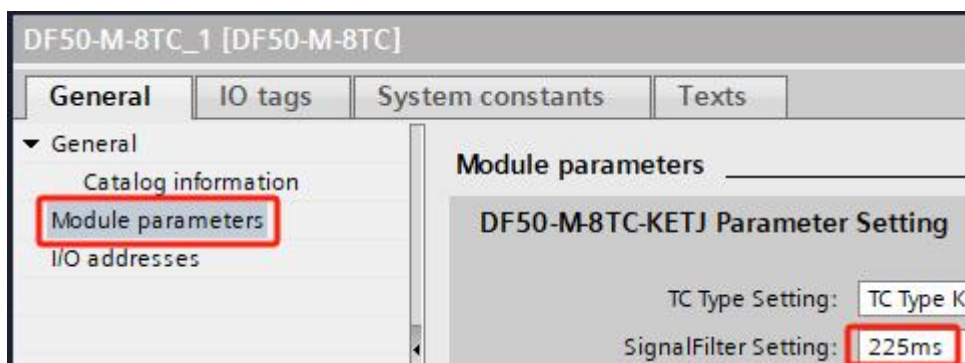 DF50-M-8TC_1 [DF50-M-8TC]
General IO tags System constants Texts
General
Catalog information
Module parameters
I/O addresses
Module parameters
DF50-M-8TC-KETJ Parameter Setting
TC Type Setting: TC Type K
SignalFilter Setting: 225ms